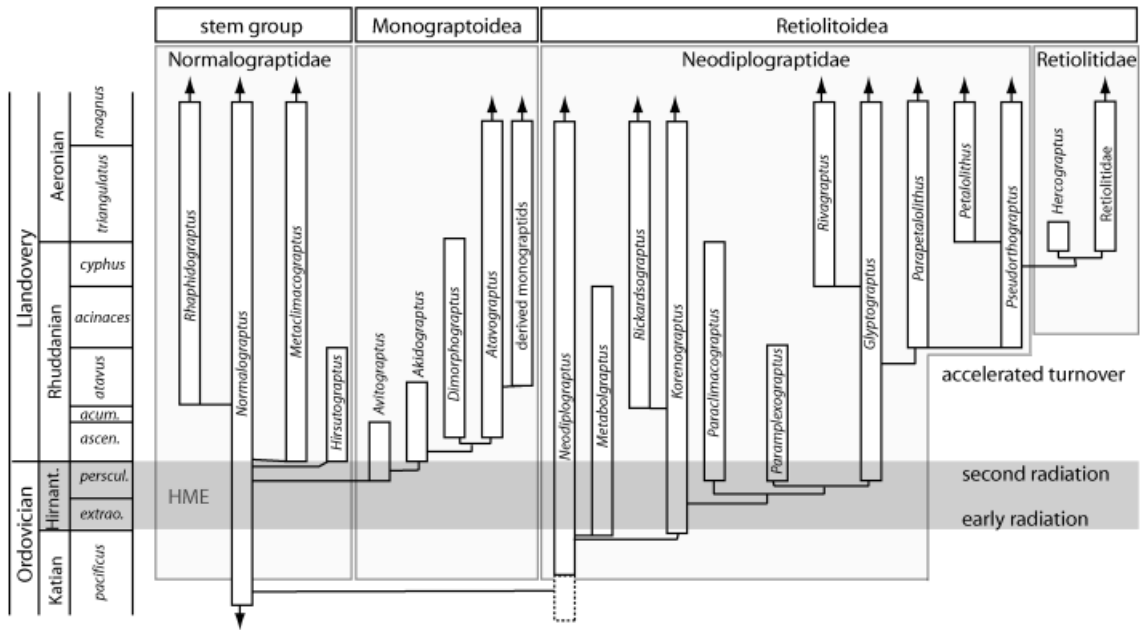 stem group
Monograptoidea
Retiolitoidea
Normalograptidae
Neodiplograptidae
Retiolitidae
Llandovery
Ordovician
Aeronian
Rhuddanian
Hirnant.
Katian
magnus
triangulatus
cyphus
acinaces
atavus
acum.
ascen.
perscul.
extrao.
pacificus
Rhaphidograptus
Normalograptus
Metaclimacograptus
Hirsutograptus
Avitograptus
Akidograptus
Dimorphograptus
Atavograptus
derived monograptids
Neodiplograptus
Metabolgraptus
Rickardsograptus
Korenograptus
Paraclimacograptus
Paramplexograptus
Rivagraptus
Glyptograptus
Parapetalolithus
Petalolithus
Pseudorthograptus
Hercograptus
Retiolitidae
accelerated turnover
HME
second radiation
early radiation